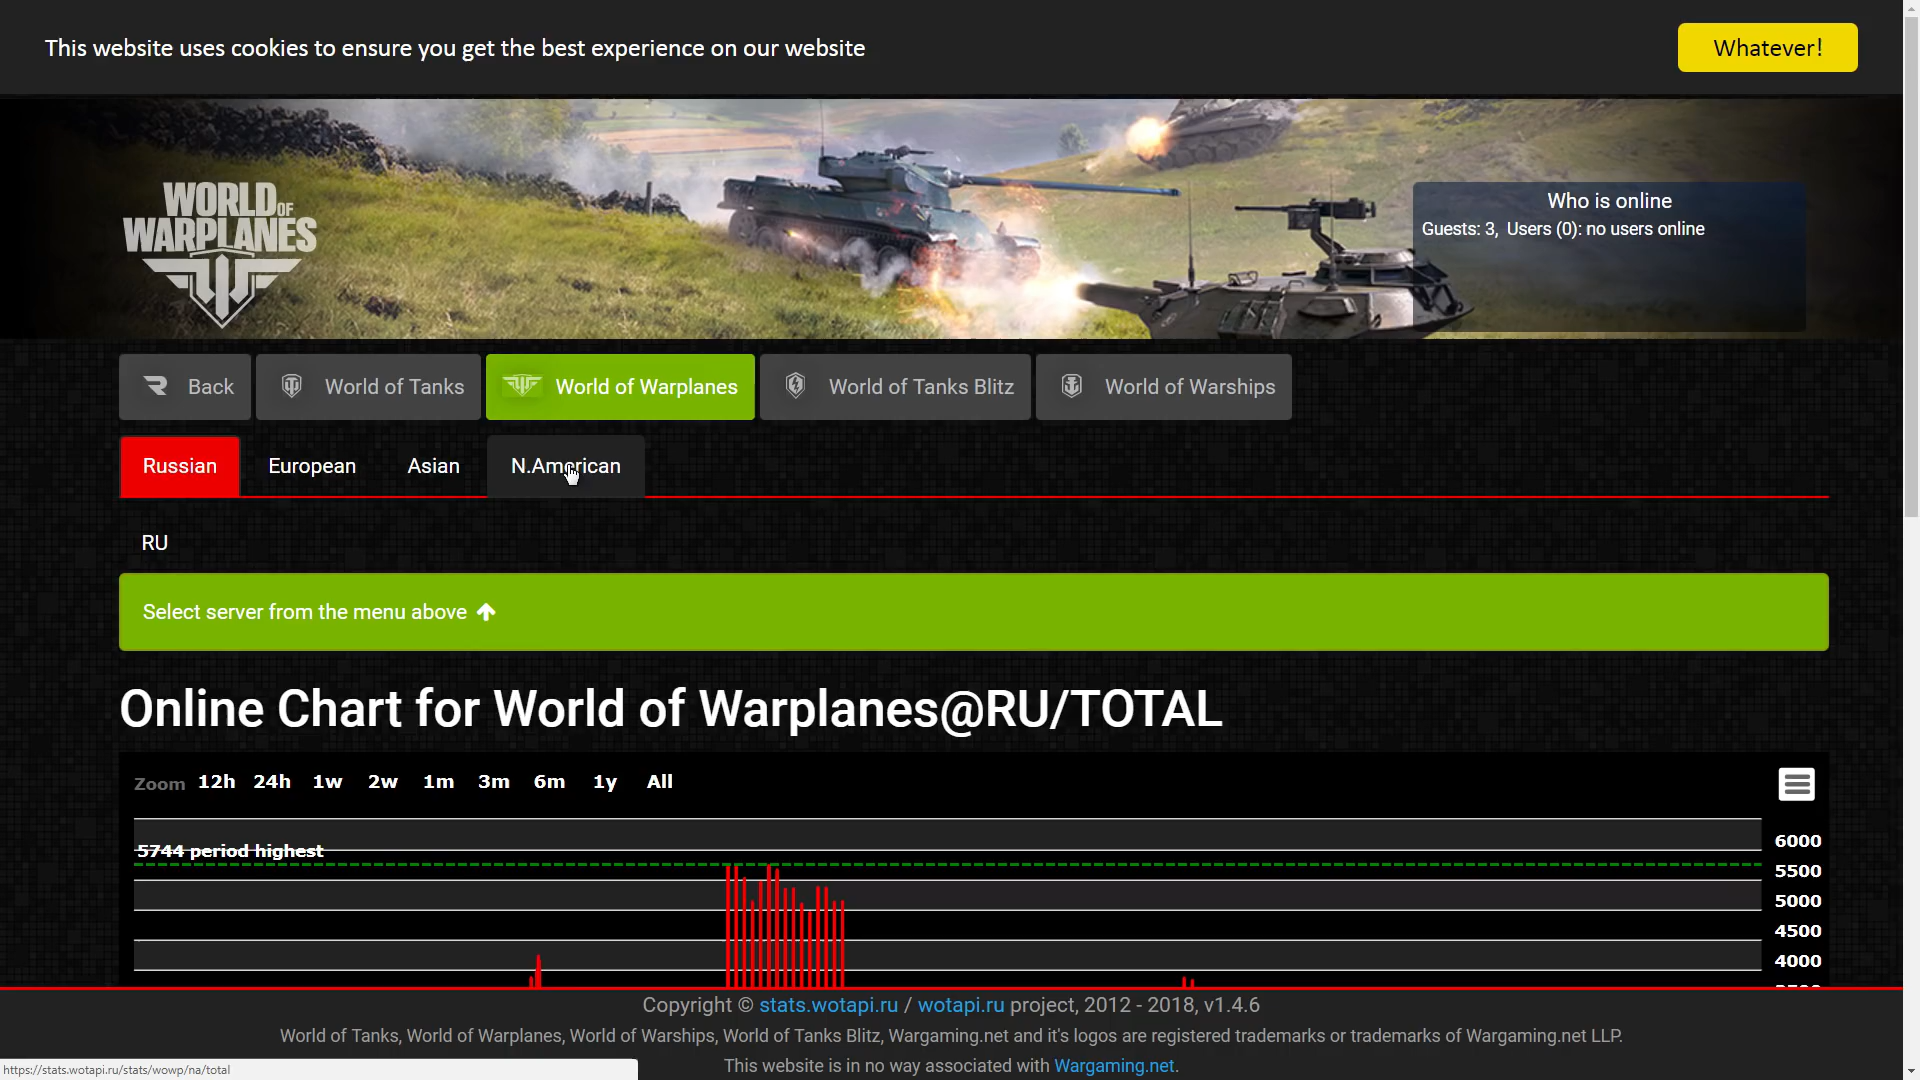 This website uses cookies to ensure you get the best experience on our website
Whatever!
WORLD OF
WARPLANES
Who is online
Guests: 3, Users (0): no users online
Back
World of Tanks
World of Warplanes
World of Tanks Blitz
World of Warships
Russian
European
Asian
N.American
RU
Select server from the menu above
Online Chart for World of Warplanes@RU/TOTAL
Zoom 12h 24h 1w 2w 1m 3m 6m 1y All
5744 period highest
6000
5500
5000
4500
4000
Copyright © stats.wotapi.ru / wotapi.ru project, 2012 - 2018, v1.4.6
World of Tanks, World of Warplanes, World of Warships, World of Tanks Blitz, Wargaming.net and it's logos are registered trademarks or trademarks of Wargaming.net LLP.
This website is in no way associated with Wargaming.net.
https://stats.wotapi.ru/stats/wowp/na/total